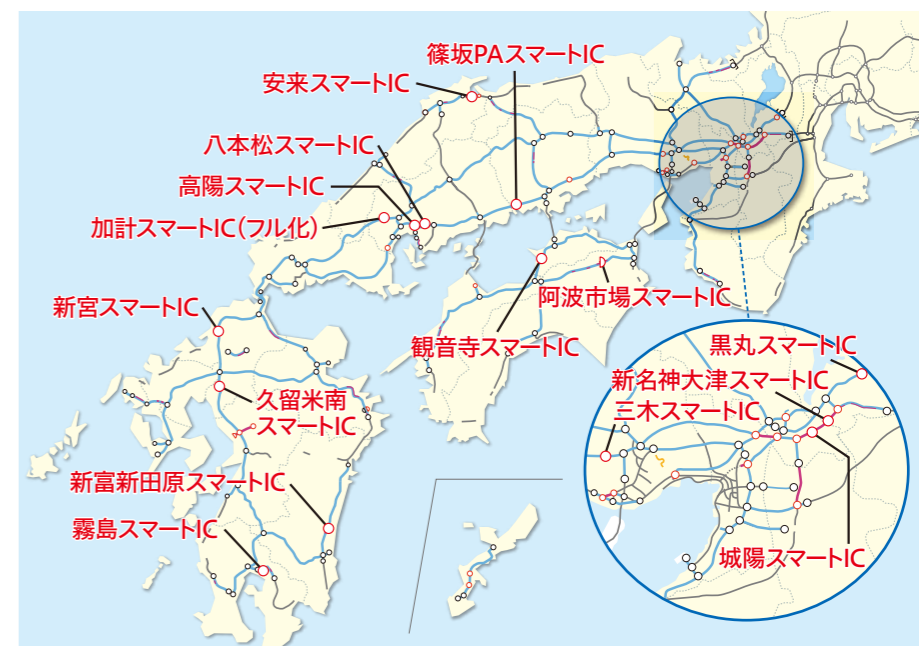 篠坂PAスマートIC
安来スマートIC
八本松スマートIC
高陽スマートIC
加計スマートIC(フル化)
新宮スマートIC
阿波市場スマートIC
観音寺スマートIC
黒丸スマートIC
新名神大津スマートIC
三木スマートIC
久留米南
スマートIC
新富新田原スマートIC
霧島スマートIC
城陽スマートIC